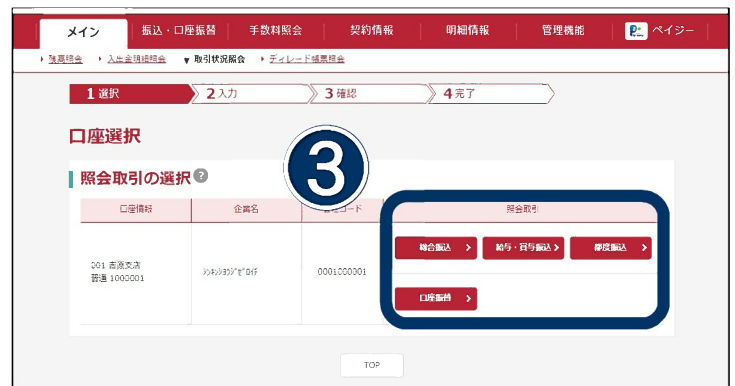 メイン 振込・口座振替 手数料照会 契約情報 明細情報 管理機能 ペイジー
残高照会 入出金明細照会 取引状況照会 ディレード帳票照会
1 選択 2 入力 3 確認 4 完了
口座選択
照会取引の選択 ?
3
口座情報 企業名 コード 照会取引
総合振込 給与・賞与振込 都度振込
001 吉原支店
普通 1000001
0001000001
口座振替
TOP